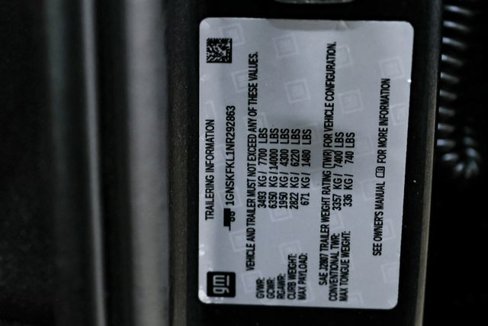 TRAILERING INFORMATION
1GNSKFKL1NR292863
VEHICLE AND TRAILER MUST NOT EXCEED ANY OF THESE VALUES.
GVWR: 3493 KG / 7700 LBS
GCWR: 6350 KG / 14000 LBS
RGAWR: 1950 KG / 4300 LBS
CURB WEIGHT: 2822 KG / 6220 LBS
MAX PAYLOAD: 671 KG / 1480 LBS
SAE J2807 TRAILER WEIGHT RATING (TWR) FOR VEHICLE CONFIGURATION.
CONVENTIONAL TWR: 3357 KG / 7400 LBS
MAX TONGUE WEIGHT: 336 KG / 740 LBS
SEE OWNER'S MANUAL FOR MORE INFORMATION
gm